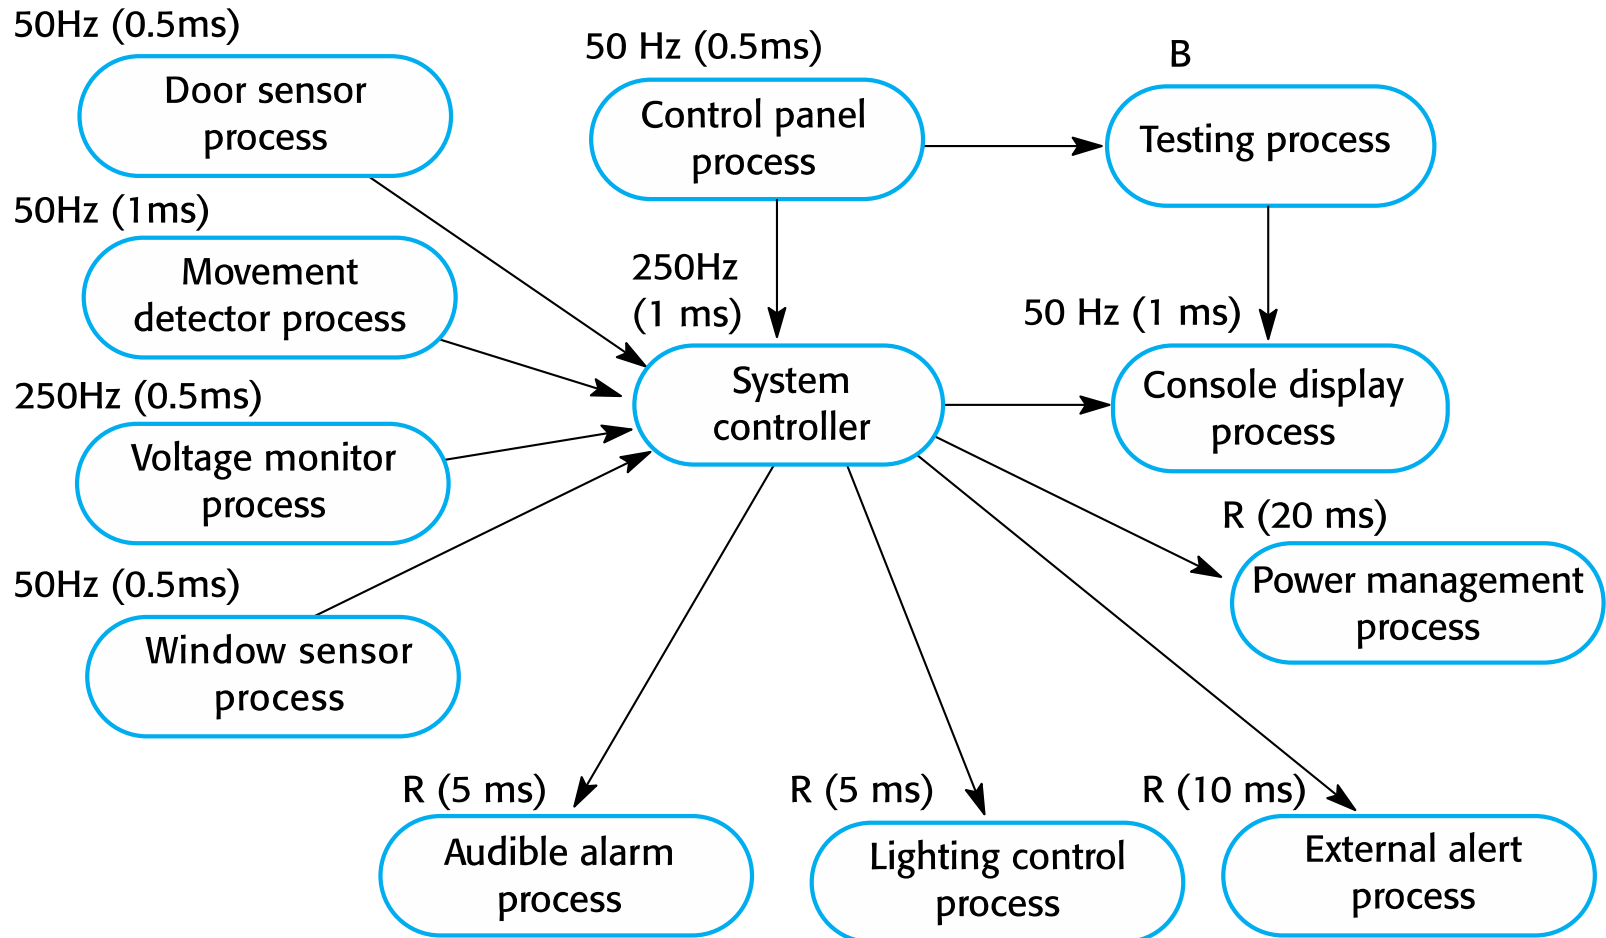 50Hz (0.5ms)
Door sensor
process
50 Hz (0.5ms)
Control panel
process
B
Testing process
50Hz (1ms)
Movement
detector process
250Hz
(1 ms)
50 Hz (1 ms)
System
controller
Console display
process
250Hz (0.5ms)
Voltage monitor
process
R (20 ms)
Power management
process
50Hz (0.5ms)
Window sensor
process
R (5 ms)
Audible alarm
process
R (5 ms)
Lighting control
process
R (10 ms)
External alert
process